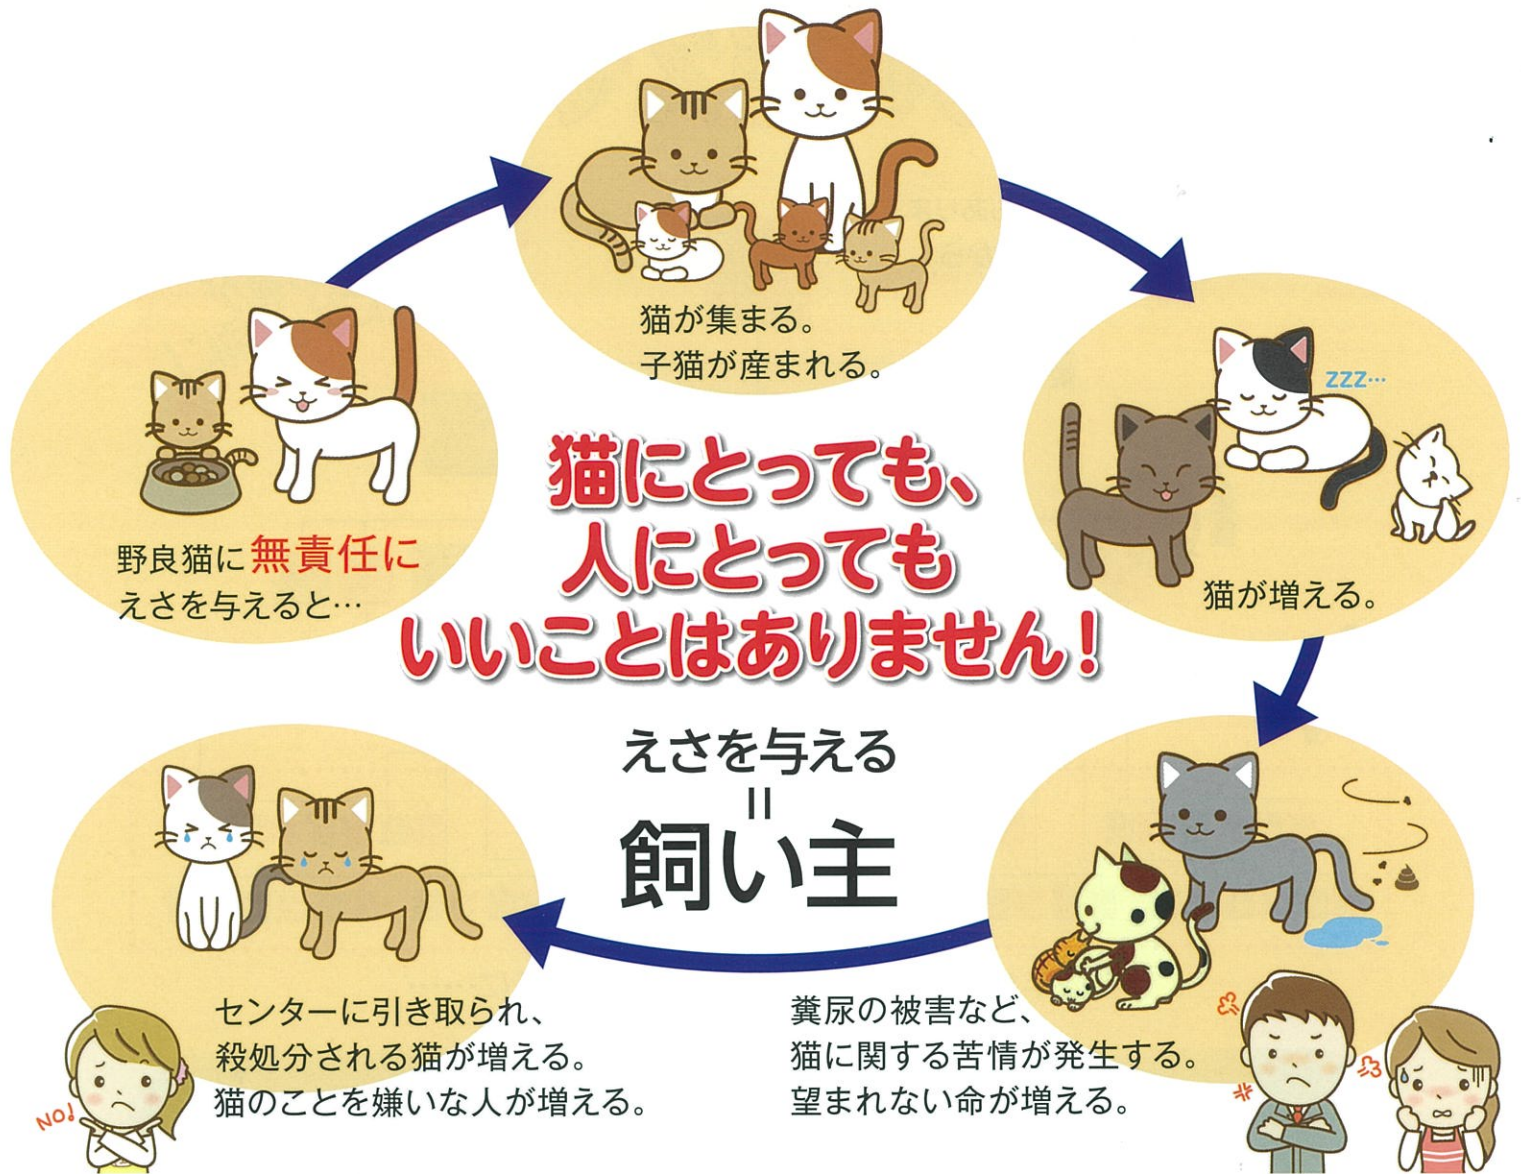 野良猫に無責任に
えさを与えると…
猫が集まる。
子猫が産まれる。
ZZZ…
猫が増える。
猫にとっても、
人にとっても
いいことはありません！
えさを与える
＝
飼い主
糞尿の被害など、
猫に関する苦情が発生する。
望まれない命が増える。
センターに引き取られ、
殺処分される猫が増える。
猫のことを嫌いな人が増える。
NO!